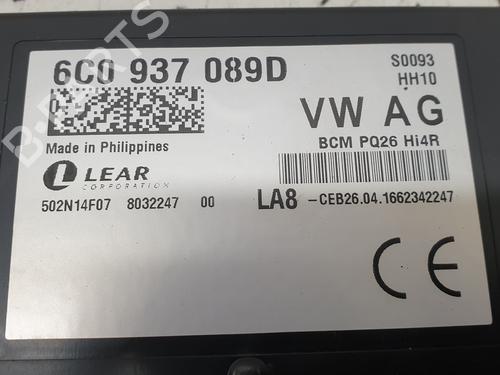 6C0 937 089D
S0093
HH10
VW AG
BCM PQ26 Hi4R
Made in Philippines
LEAR
CORPORATION
502N14F07 8032247 00
LA8 -CEB26.04.1662342247
CE
B-PARTS